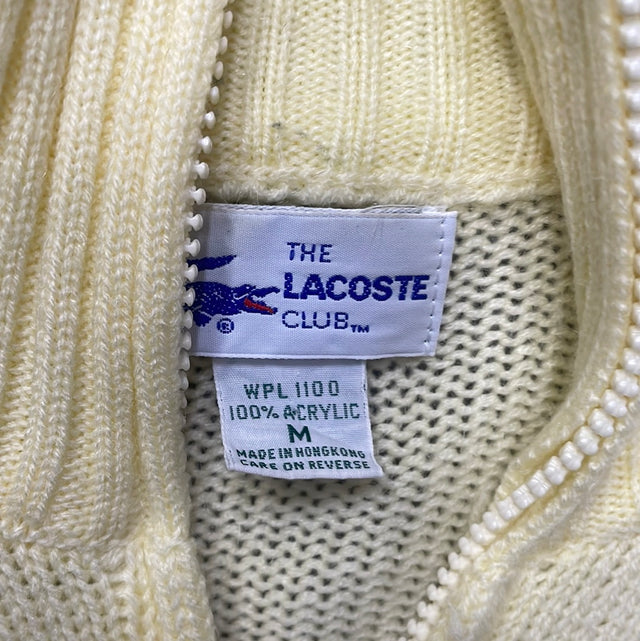 THE
LACOSTE
CLUB™
®
WPL 1100
100% ACRYLIC
M
MADE IN HONGKONG
CARE ON REVERSE